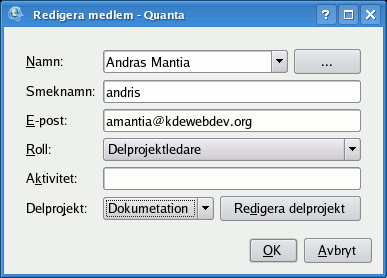 Redigera medlem - Quanta
Namn: Andras Mantia ...
Smeknamn: andris
E-post: amantia@kdewebdev.org
Roll: Delprojektledare
Aktivitet:
Delprojekt: Dokumetation Redigera delprojekt
OK Avbryt